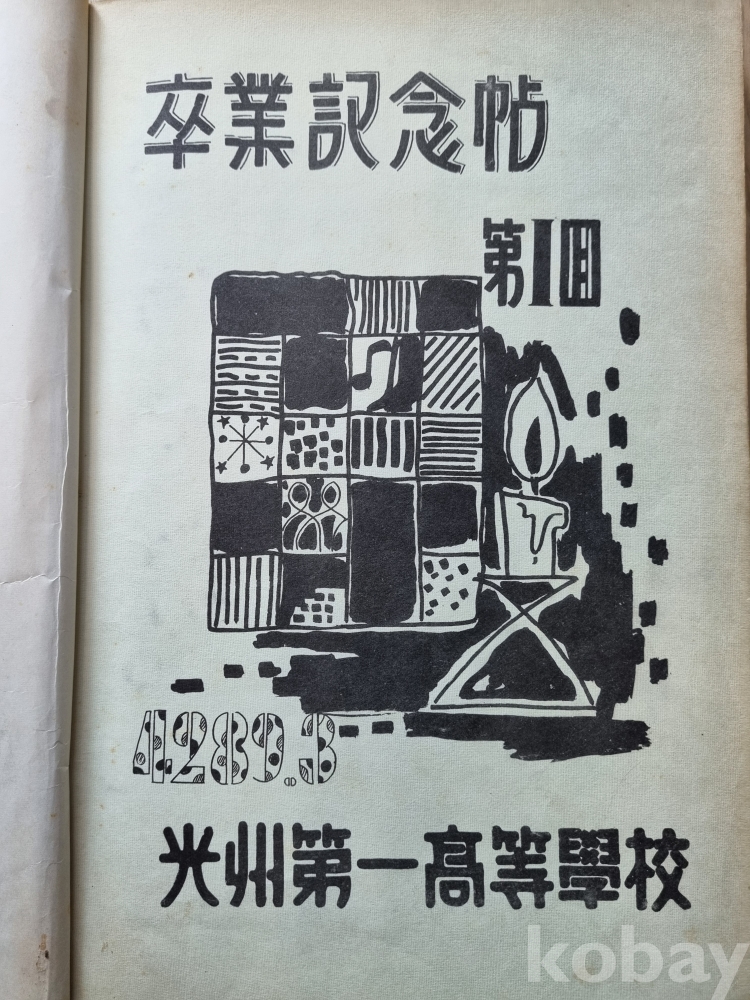 卒業記念帖
第1回
4289.3
光州第一高等學校
kobay